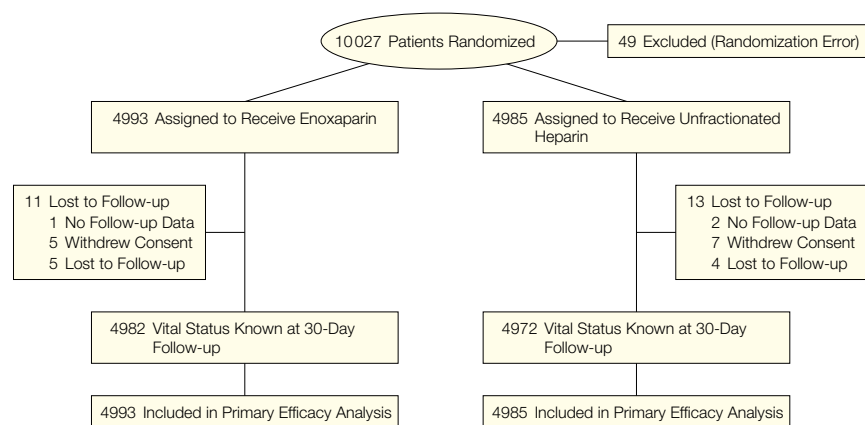 10 027 Patients Randomized
49 Excluded (Randomization Error)
4993 Assigned to Receive Enoxaparin
4985 Assigned to Receive Unfractionated
Heparin
11 Lost to Follow-up
1 No Follow-up Data
5 Withdrew Consent
5 Lost to Follow-up
13 Lost to Follow-up
2 No Follow-up Data
7 Withdrew Consent
4 Lost to Follow-up
4982 Vital Status Known at 30-Day
Follow-up
4972 Vital Status Known at 30-Day
Follow-up
4993 Included in Primary Efficacy Analysis
4985 Included in Primary Efficacy Analysis